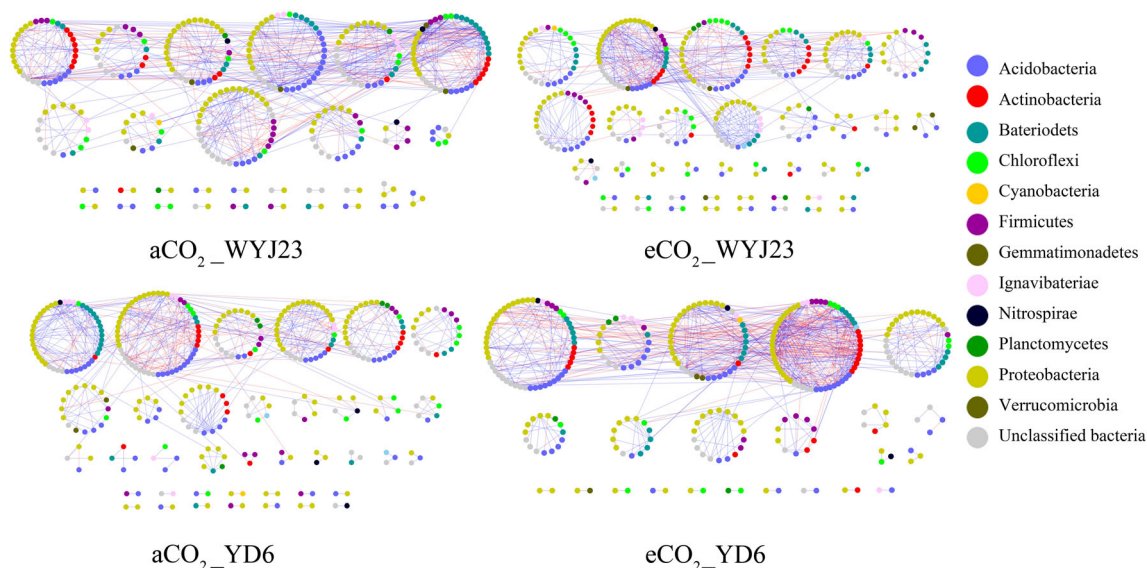 Acidobacteria
Actinobacteria
Bateriodets
Chloroflexi
Cyanobacteria
Firmicutes
Gemmatimonadetes
Ignavibateriae
Nitrospirae
Planctomycetes
Proteobacteria
Verrucomicrobia
Unclassified bacteria
aCO₂_WYJ23
eCO₂_WYJ23
aCO₂_YD6
eCO₂_YD6